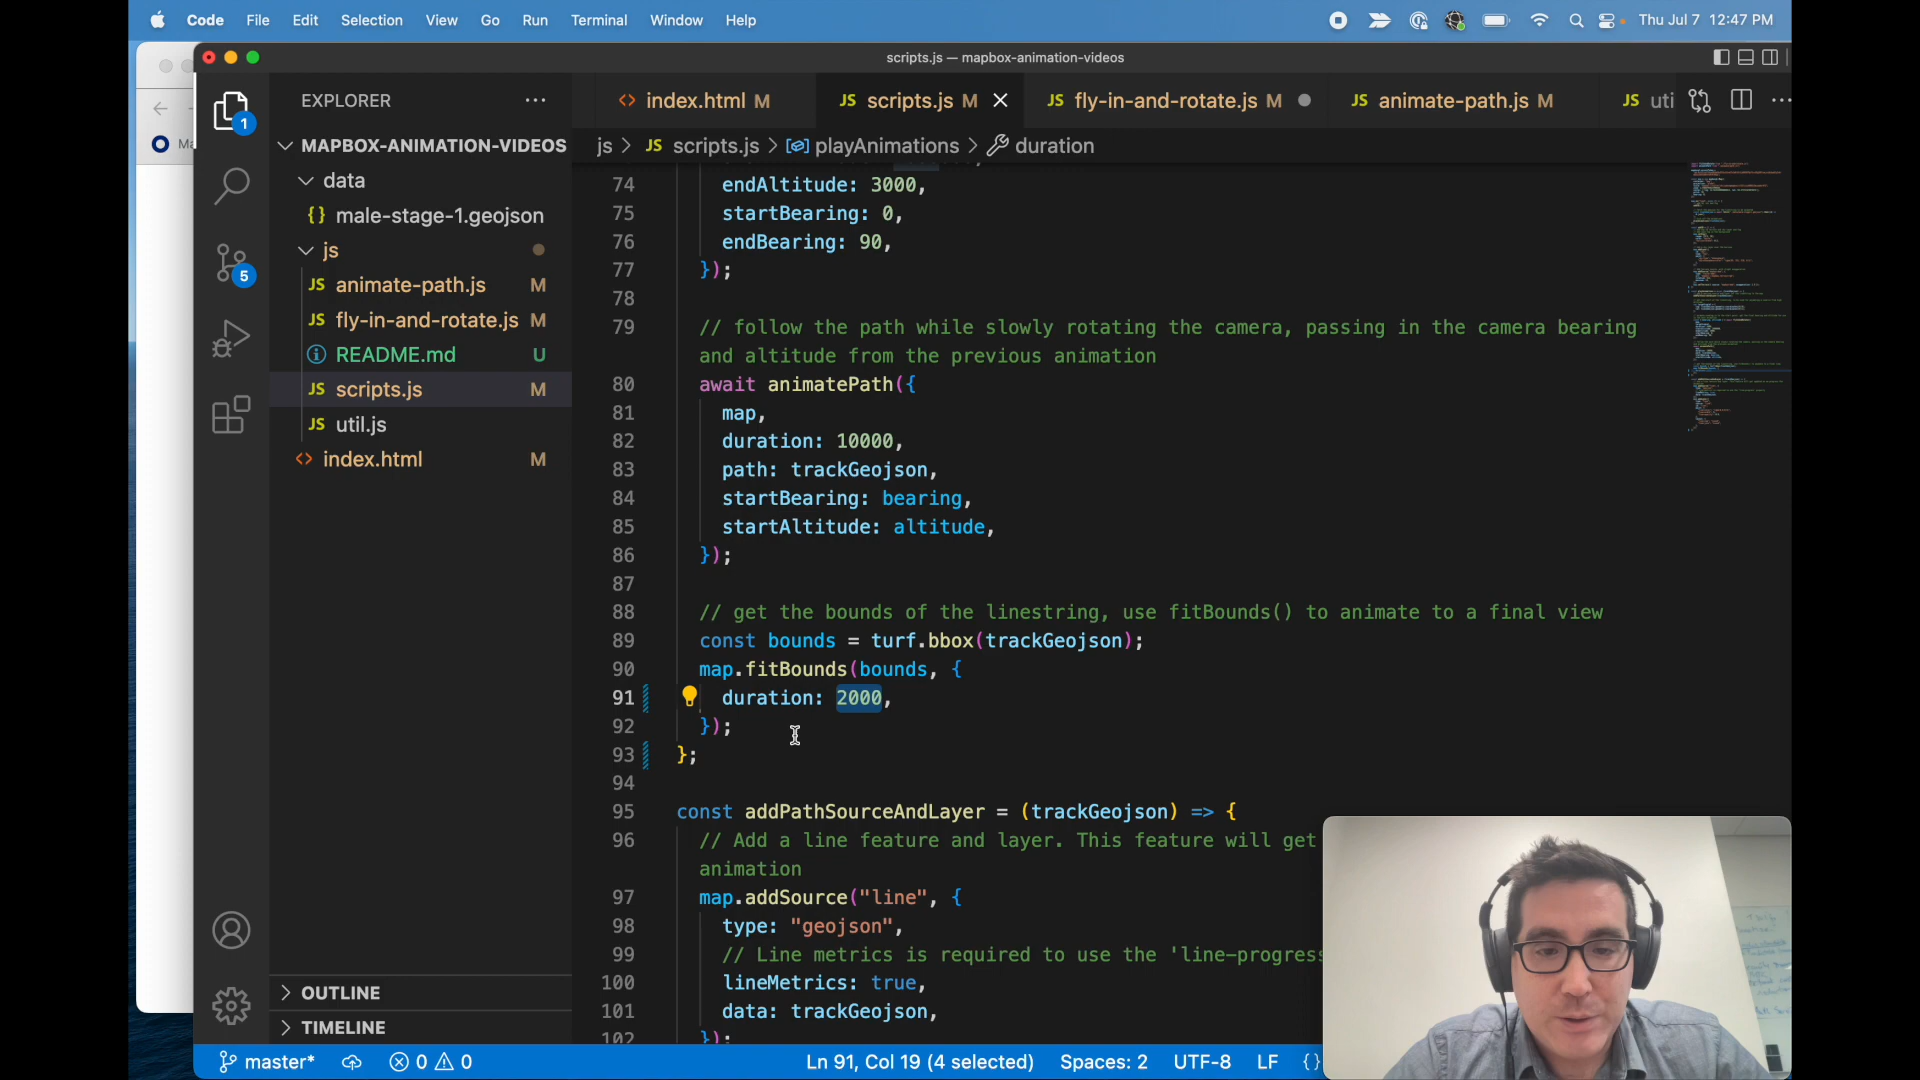 Code File Edit Selection View Go Run Terminal Window Help Thu Jul 7 12:47 PM
scripts.js — mapbox-animation-videos
EXPLORER
index.html M
JS scripts.js M
JS fly-in-and-rotate.js M
JS animate-path.js M
JS uti
js > JS scripts.js > playAnimations > duration
1
5
MAPBOX-ANIMATION-VIDEOS
data
{} male-stage-1.geojson
js
JS animate-path.js M
JS fly-in-and-rotate.js M
README.md U
JS scripts.js M
JS util.js
<> index.html M
OUTLINE
TIMELINE
74 endAltitude: 3000,
75 startBearing: 0,
76 endBearing: 90,
77 });
78
79 // follow the path while slowly rotating the camera, passing in the camera bearing
and altitude from the previous animation
80 await animatePath({
81 map,
82 duration: 10000,
83 path: trackGeojson,
84 startBearing: bearing,
85 startAltitude: altitude,
86 });
87
88 // get the bounds of the linestring, use fitBounds() to animate to a final view
89 const bounds = turf.bbox(trackGeojson);
90 map.fitBounds(bounds, {
91 duration: 2000,
92 });
93 };
94
95 const addPathSourceAndLayer = (trackGeojson) => {
96 // Add a line feature and layer. This feature will get
animation
97 map.addSource("line", {
98 type: "geojson",
99 // Line metrics is required to use the 'line-progress
100 lineMetrics: true,
101 data: trackGeojson,
102 });
master* 0 0 Ln 91, Col 19 (4 selected) Spaces: 2 UTF-8 LF {}